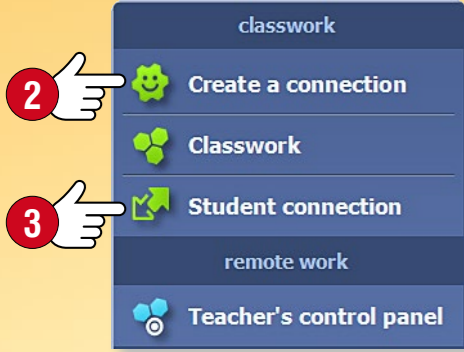 classwork
2
Create a connection
Classwork
3
Student connection
remote work
Teacher's control panel